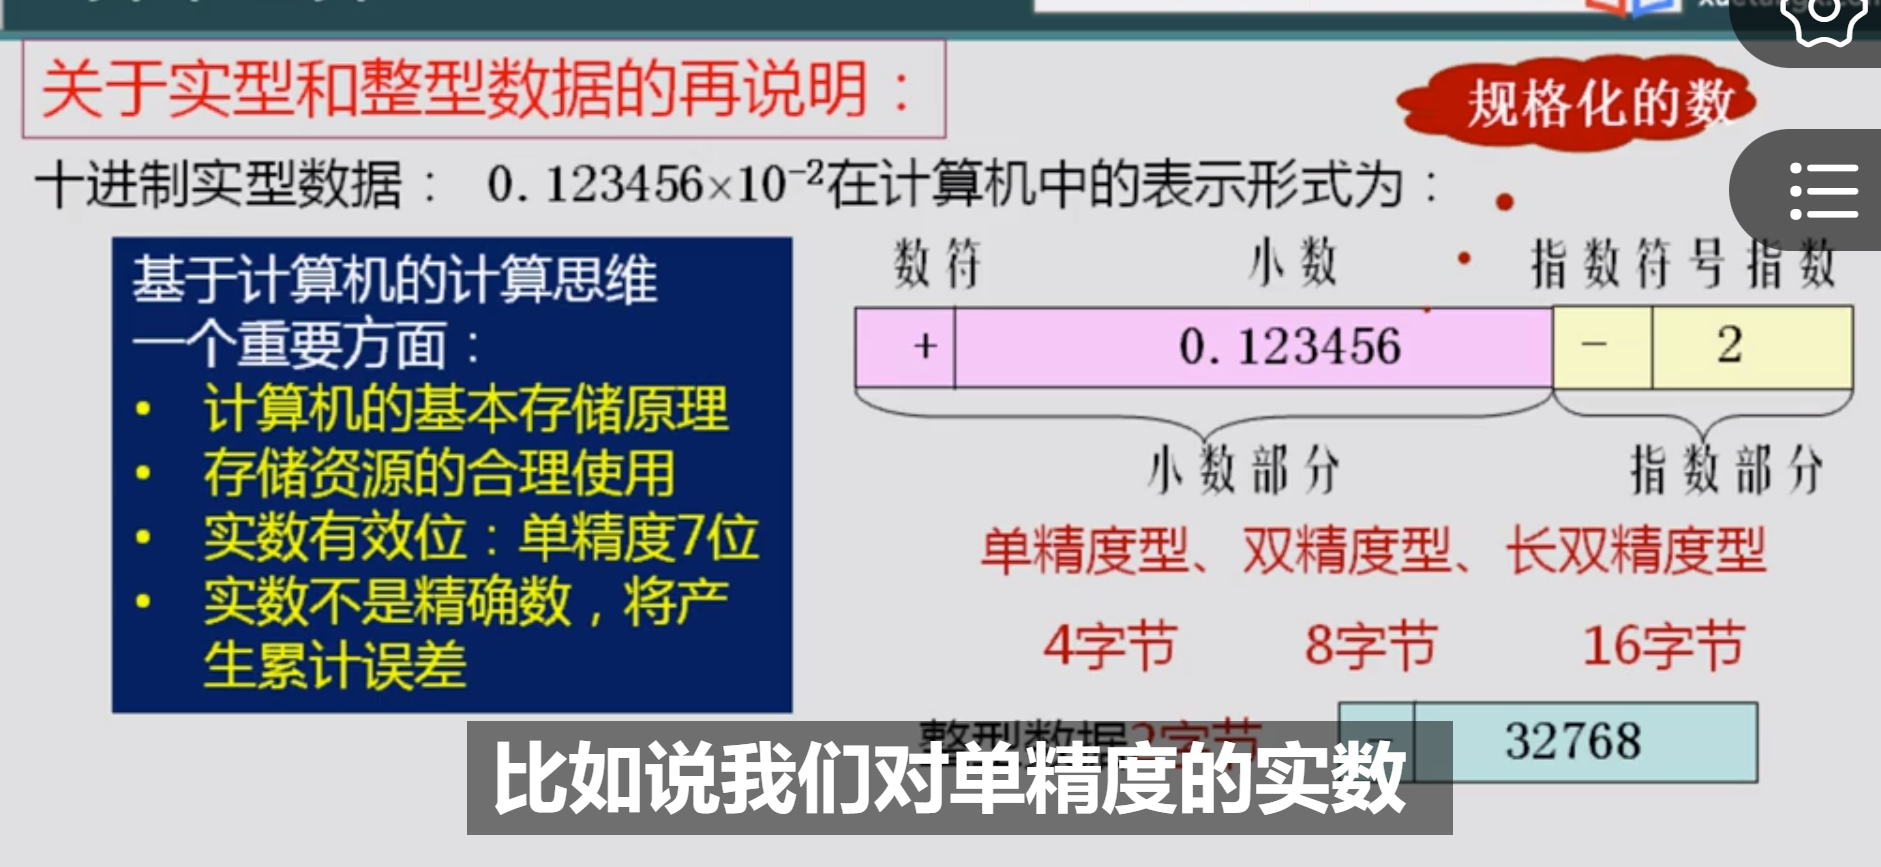 关于实型和整型数据的再说明：
规格化的数
十进制实型数据： 0.123456×10⁻²在计算机中的表示形式为：
基于计算机的计算思维
一个重要方面：
• 计算机的基本存储原理
• 存储资源的合理使用
• 实数有效位：单精度7位
• 实数不是精确数，将产
生累计误差
数符 小数 指数符号 指数
+ 0.123456 − 2
小数部分 指数部分
单精度型、 双精度型、 长双精度型
4字节 8字节 16字节
整型数据2字节 − 32768
比如说我们对单精度的实数